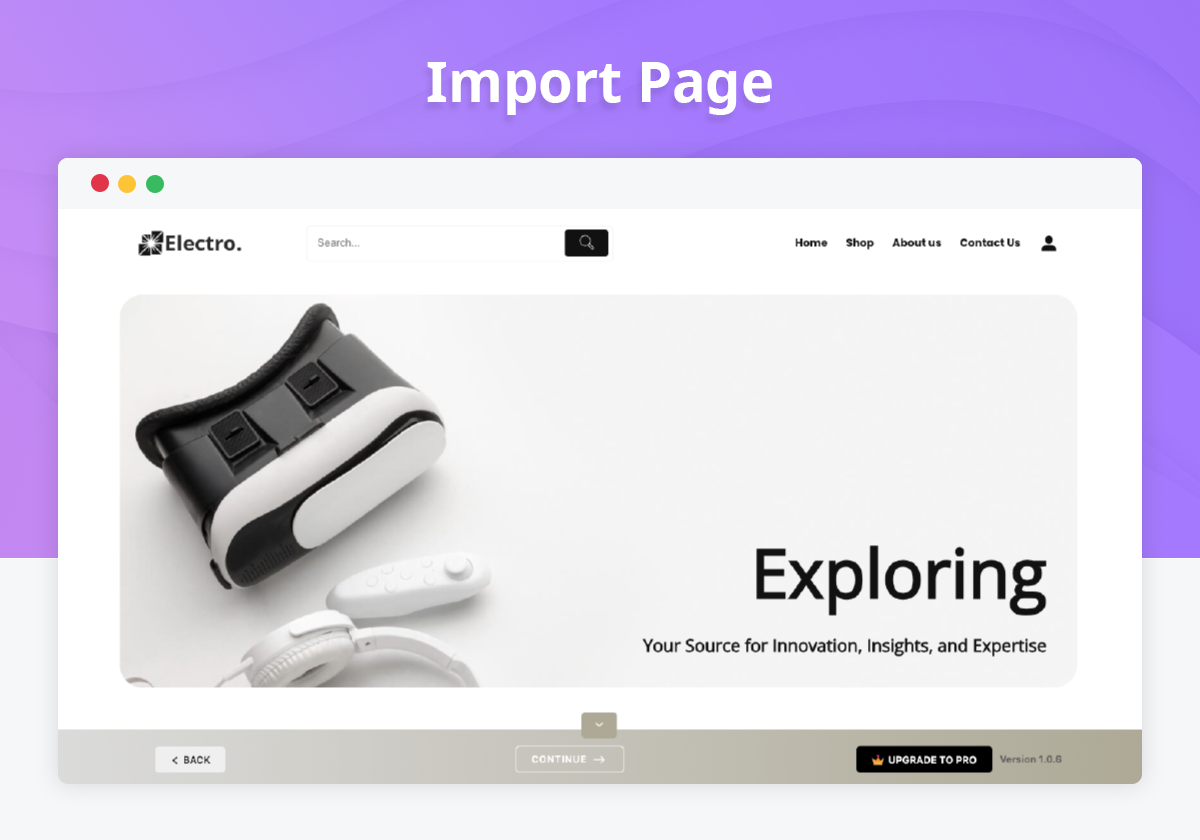 Import Page
Electro.
Search...
Home Shop About us Contact Us
Exploring
Your Source for Innovation, Insights, and Expertise
< BACK
CONTINUE →
UPGRADE TO PRO
Version 1.0.6